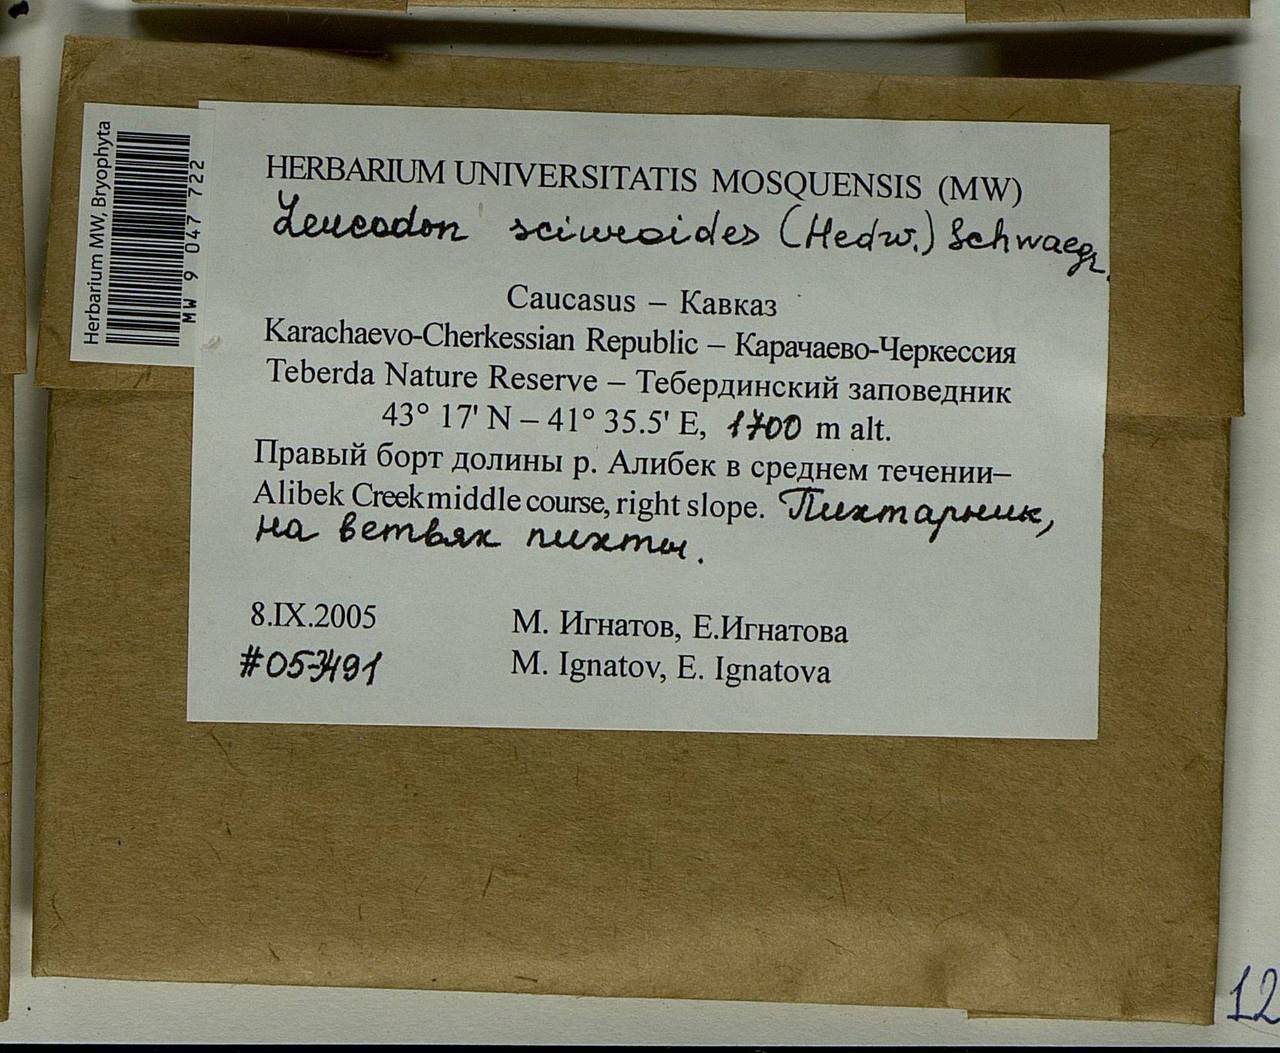 Herbarium MW, Bryophyta
MW 9 047 722
HERBARIUM UNIVERSITATIS MOSQUENSIS (MW)
Leucodon sciuroides (Hedw.) Schwaegr.
Caucasus – Кавказ
Karachaevo-Cherkessian Republic – Карачаево-Черкессия
Teberda Nature Reserve – Тебердинский заповедник
43° 17' N – 41° 35.5' E, 1700 m alt.
Правый борт долины р. Алибек в среднем течении–
Alibek Creek middle course, right slope. Пихтарник,
на ветвях пихты.
8.IX.2005
М. Игнатов, Е.Игнатова
#05-3491
M. Ignatov, E. Ignatova
12